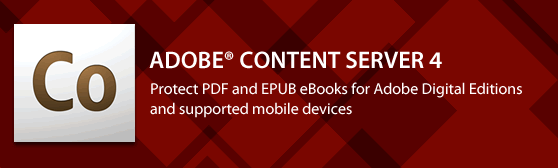 Co
ADOBE® CONTENT SERVER 4
Protect PDF and EPUB eBooks for Adobe Digital Editions
and supported mobile devices